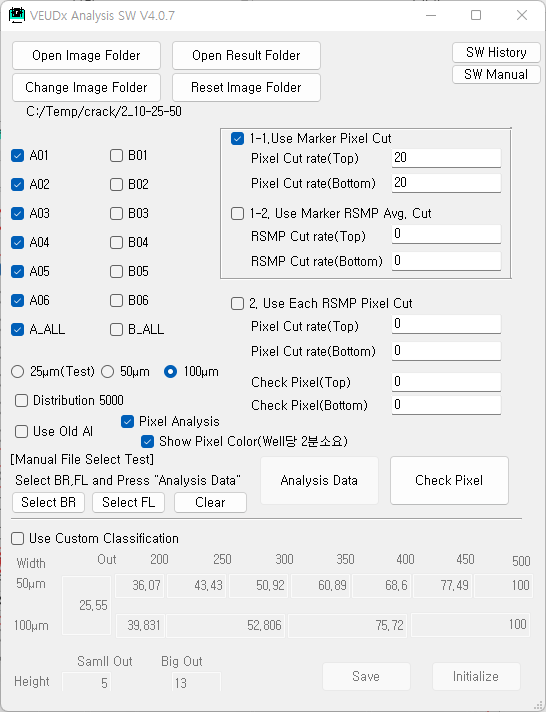 VEUDx Analysis SW V4.0.7
Open Image Folder Open Result Folder SW History
Change Image Folder Reset Image Folder SW Manual
C:/Temp/crack/2_10-25-50
1-1.Use Marker Pixel Cut
A01 B01 Pixel Cut rate(Top) 20
A02 B02 Pixel Cut rate(Bottom) 20
A03 B03 1-2. Use Marker RSMP Avg. Cut
A04 B04 RSMP Cut rate(Top) 0
A05 B05 RSMP Cut rate(Bottom) 0
A06 B06 2. Use Each RSMP Pixel Cut
A_ALL B_ALL Pixel Cut rate(Top) 0
Pixel Cut rate(Bottom) 0
25μm(Test) 50μm 100μm Check Pixel(Top) 0
Distribution 5000 Check Pixel(Bottom) 0
Use Old AI Pixel Analysis
Show Pixel Color(Well당 2분소요)
[Manual File Select Test]
Select BR,FL and Press "Analysis Data" Analysis Data Check Pixel
Select BR Select FL Clear
Use Custom Classification
Width Out 200 250 300 350 400 450 500
50μm 36,07 43,43 50,92 60,89 68,6 77,49 100
25,55
100μm 39,831 52,806 75,72 100
Samll Out Big Out
Height 5 13 Save Initialize